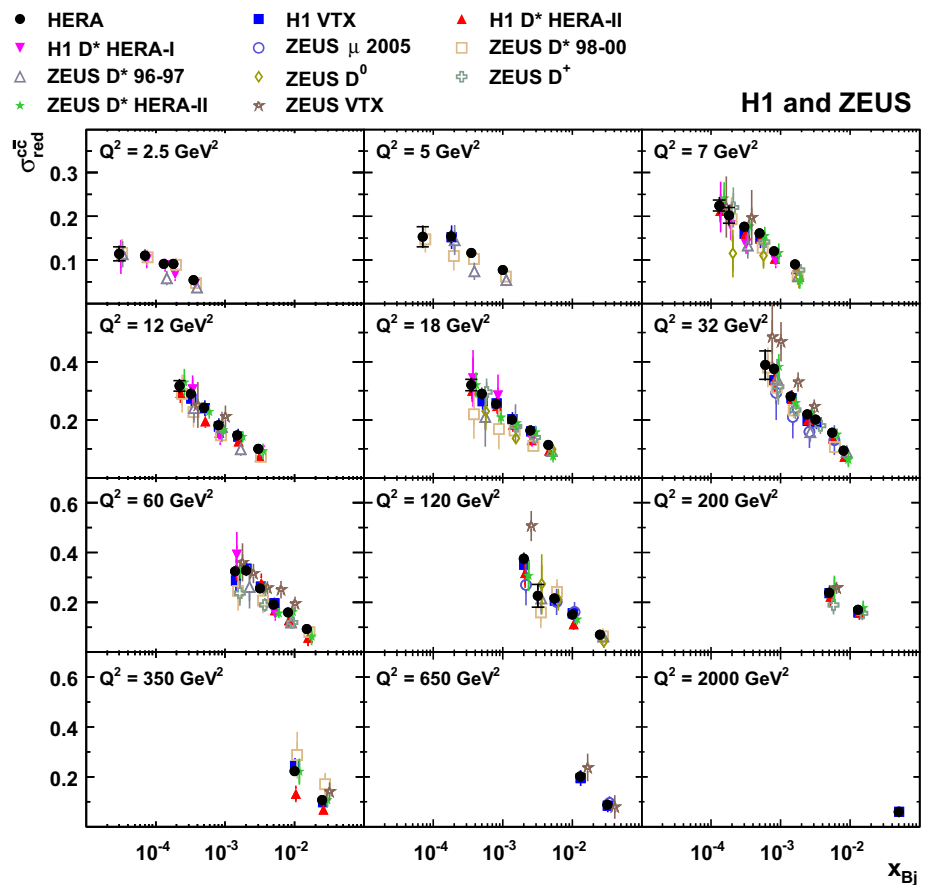 HERA H1 VTX H1 D* HERA-II
H1 D* HERA-I ZEUS μ 2005 ZEUS D* 98-00
ZEUS D* 96-97 ZEUS D⁰ ZEUS D⁺
ZEUS D* HERA-II ZEUS VTX
H1 and ZEUS
σ_red^cc̄
Q² = 2.5 GeV² Q² = 5 GeV² Q² = 7 GeV²
0.3
0.2
0.1
Q² = 12 GeV² Q² = 18 GeV² Q² = 32 GeV²
0.4
0.2
Q² = 60 GeV² Q² = 120 GeV² Q² = 200 GeV²
0.6
0.4
0.2
Q² = 350 GeV² Q² = 650 GeV² Q² = 2000 GeV²
0.6
0.4
0.2
10⁻⁴ 10⁻³ 10⁻² 10⁻⁴ 10⁻³ 10⁻² 10⁻⁴ 10⁻³ 10⁻²
x_Bj